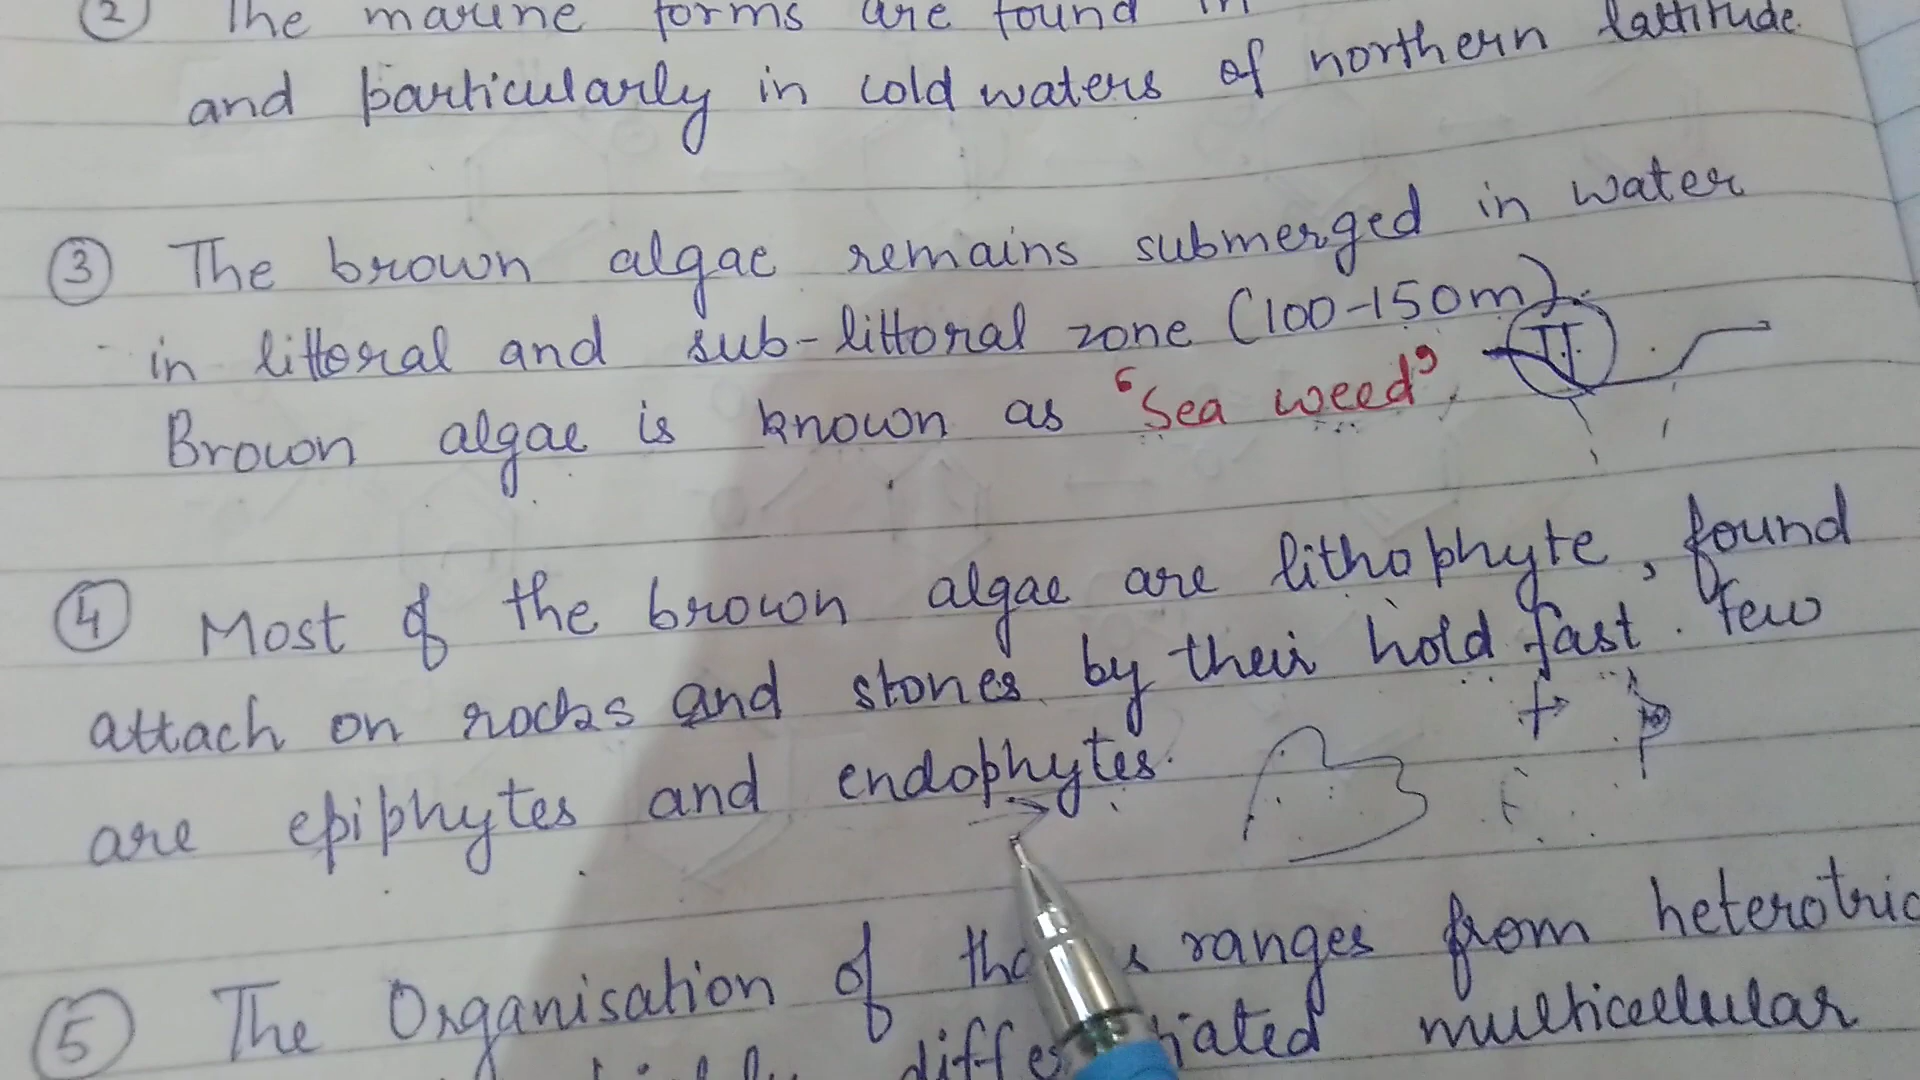 ② The marine forms are found in
and particularly in cold waters of northern lattitude.
③ The brown algae remains submerged in water
in littoral and sub-littoral zone (100-150m).
Brown algae is known as 'Sea weed',
④ Most of the brown algae are lithophyte, found
attach on rocks and stones by their hold fast. Few
are epiphytes and endophytes.
⑤ The Organisation of ranges from
multicellular